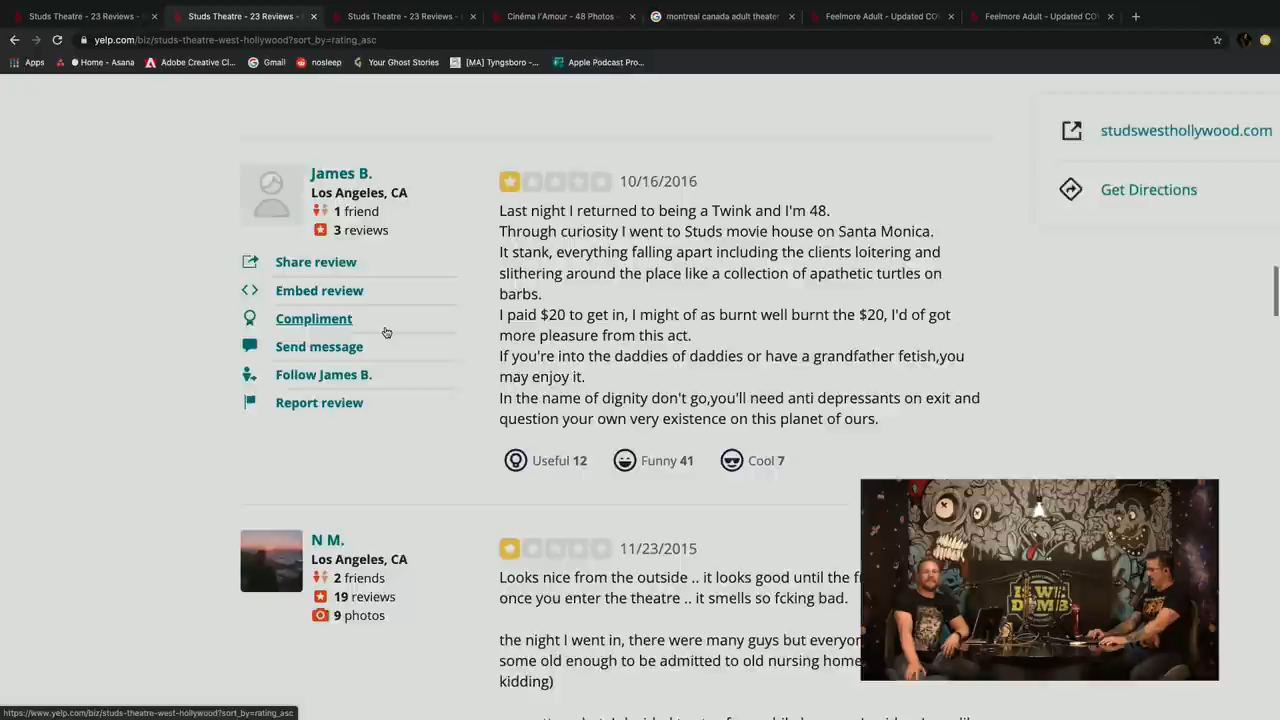 Studs Theatre - 23 Reviews -
Studs Theatre - 23 Reviews -
Studs Theatre - 23 Reviews -
Cinéma l'Amour - 48 Photos
montreal canada adult theater
Feelmore Adult - Updated CO
Feelmore Adult - Updated CO
yelp.com/biz/studs-theatre-west-hollywood?sort_by=rating_asc
Apps
Home - Asana
Adobe Creative Cl...
Gmail
nosleep
Your Ghost Stories
[MA] Tyngsboro -...
Apple Podcast Pro...
studswesthollywood.com
Get Directions
James B.
Los Angeles, CA
1 friend
3 reviews
Share review
Embed review
Compliment
Send message
Follow James B.
Report review
10/16/2016
Last night I returned to being a Twink and I'm 48.
Through curiosity I went to Studs movie house on Santa Monica.
It stank, everything falling apart including the clients loitering and
slithering around the place like a collection of apathetic turtles on
barbs.
I paid $20 to get in, I might of as burnt well burnt the $20, I'd of got
more pleasure from this act.
If you're into the daddies of daddies or have a grandfather fetish,you
may enjoy it.
In the name of dignity don't go,you'll need anti depressants on exit and
question your own very existence on this planet of ours.
Useful 12
Funny 41
Cool 7
N M.
Los Angeles, CA
2 friends
19 reviews
9 photos
11/23/2015
Looks nice from the outside .. it looks good until the
once you enter the theatre .. it smells so fcking bad.
the night I went in, there were many guys but
some old enough to be admitted to old nursing home
kidding)
https://www.yelp.com/biz/studs-theatre-west-hollywood?sort_by=rating_asc